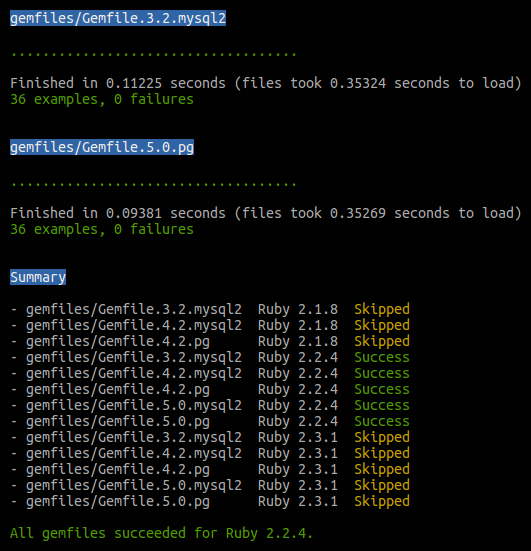 gemfiles/Gemfile.3.2.mysql2
....................................
Finished in 0.11225 seconds (files took 0.35324 seconds to load)
36 examples, 0 failures
gemfiles/Gemfile.5.0.pg
....................................
Finished in 0.09381 seconds (files took 0.35269 seconds to load)
36 examples, 0 failures
Summary
- gemfiles/Gemfile.3.2.mysql2  Ruby 2.1.8  Skipped
- gemfiles/Gemfile.4.2.mysql2  Ruby 2.1.8  Skipped
- gemfiles/Gemfile.4.2.pg      Ruby 2.1.8  Skipped
- gemfiles/Gemfile.3.2.mysql2  Ruby 2.2.4  Success
- gemfiles/Gemfile.4.2.mysql2  Ruby 2.2.4  Success
- gemfiles/Gemfile.4.2.pg      Ruby 2.2.4  Success
- gemfiles/Gemfile.5.0.mysql2  Ruby 2.2.4  Success
- gemfiles/Gemfile.5.0.pg      Ruby 2.2.4  Success
- gemfiles/Gemfile.3.2.mysql2  Ruby 2.3.1  Skipped
- gemfiles/Gemfile.4.2.mysql2  Ruby 2.3.1  Skipped
- gemfiles/Gemfile.4.2.pg      Ruby 2.3.1  Skipped
- gemfiles/Gemfile.5.0.mysql2  Ruby 2.3.1  Skipped
- gemfiles/Gemfile.5.0.pg      Ruby 2.3.1  Skipped
All gemfiles succeeded for Ruby 2.2.4.